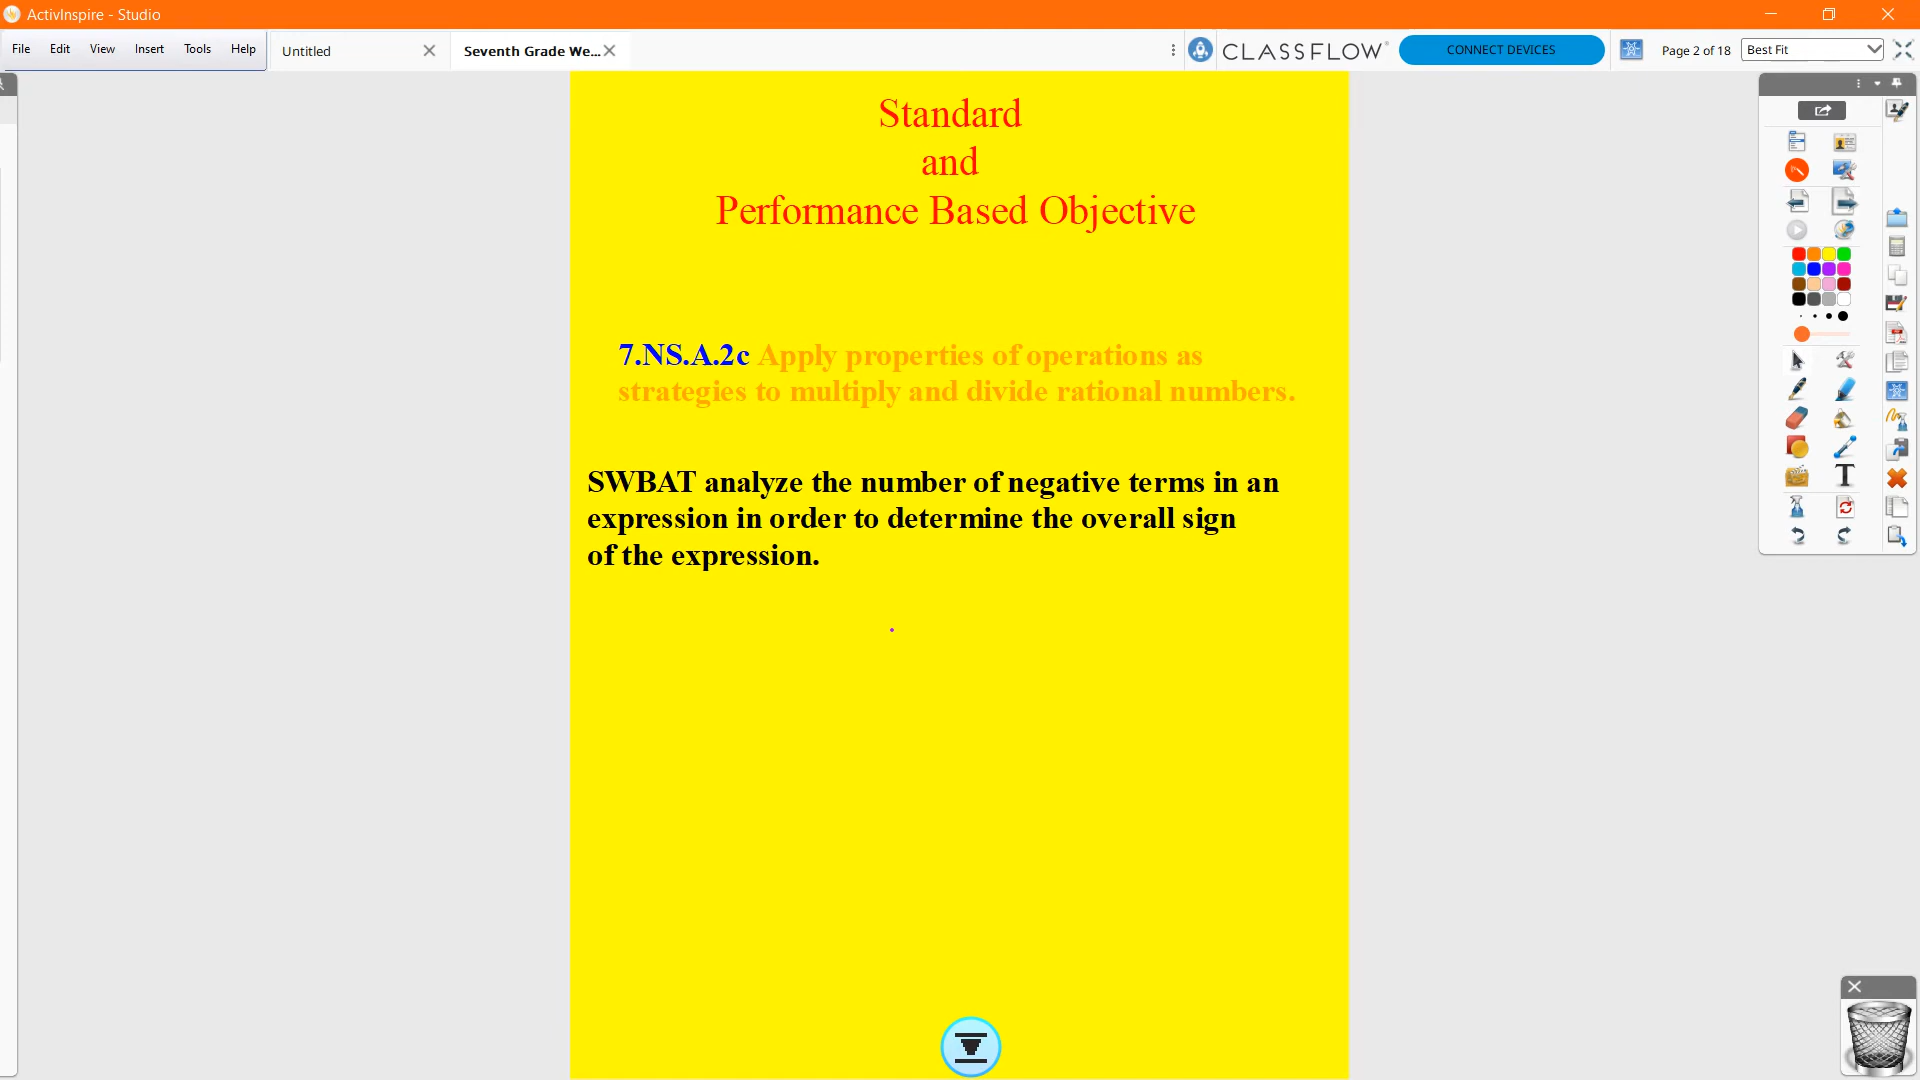 ActivInspire - Studio
File Edit View Insert Tools Help
Untitled
Seventh Grade We...
CLASSFLOW
CONNECT DEVICES
Page 2 of 18
Best Fit
Standard
and
Performance Based Objective
7.NS.A.2c Apply properties of operations as
strategies to multiply and divide rational numbers.
SWBAT analyze the number of negative terms in an
expression in order to determine the overall sign
of the expression.